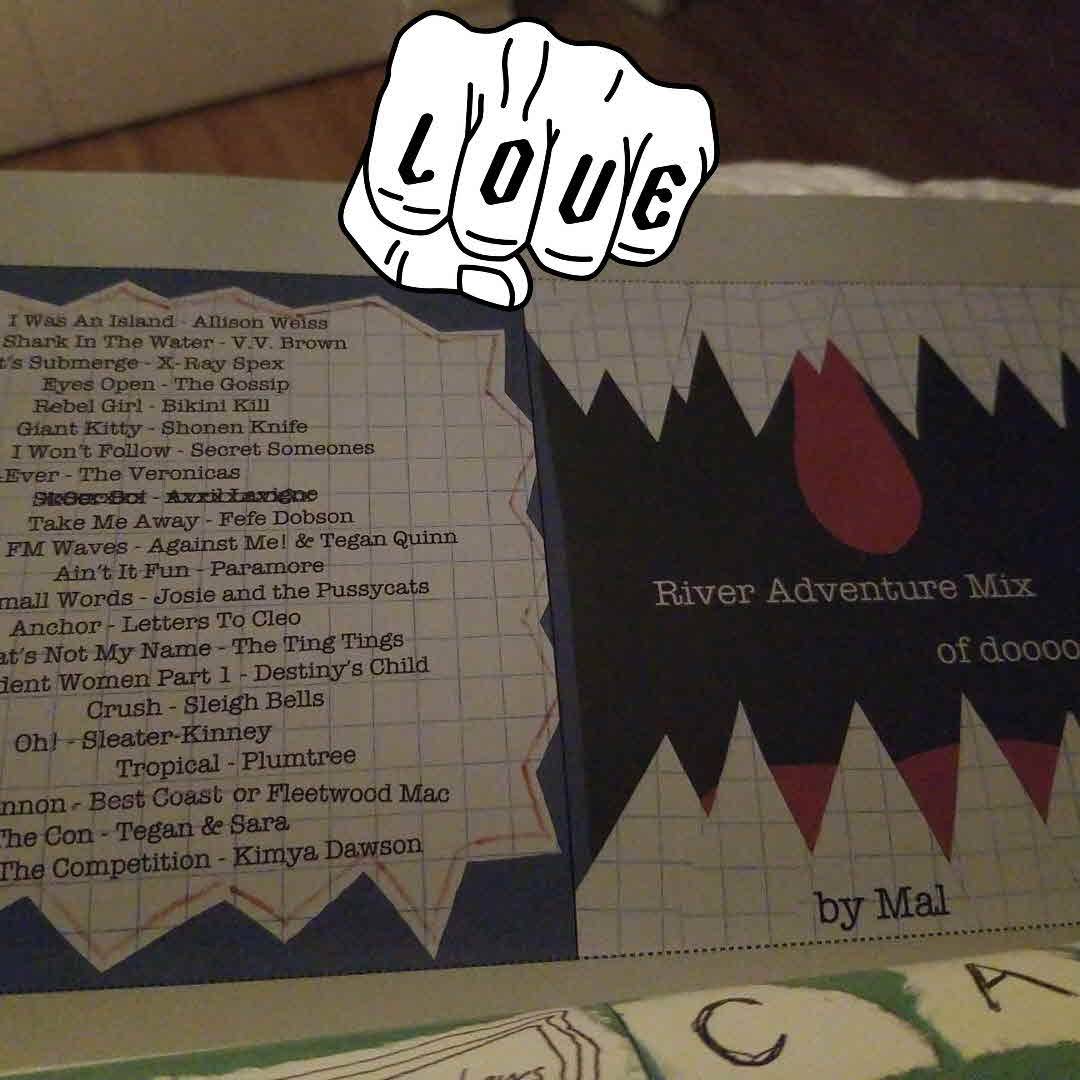 LOVE
I Was An Island - Allison Weiss
Shark In The Water - V.V. Brown
t's Submerge - X-Ray Spex
Eyes Open - The Gossip
Rebel Girl - Bikini Kill
Giant Kitty - Shonen Knife
I Won't Follow - Secret Someones
Ever - The Veronicas
Take Me Away - Fefe Dobson
FM Waves - Against Me! & Tegan Quinn
Ain't It Fun - Paramore
mall Words - Josie and the Pussycats
Anchor - Letters To Cleo
at's Not My Name - The Ting Tings
dent Women Part 1 - Destiny's Child
Crush - Sleigh Bells
Oh! - Sleater-Kinney
Tropical - Plumtree
nnon - Best Coast or Fleetwood Mac
The Con - Tegan & Sara
The Competition - Kimya Dawson
River Adventure Mix
of doooo
by Mal
C A